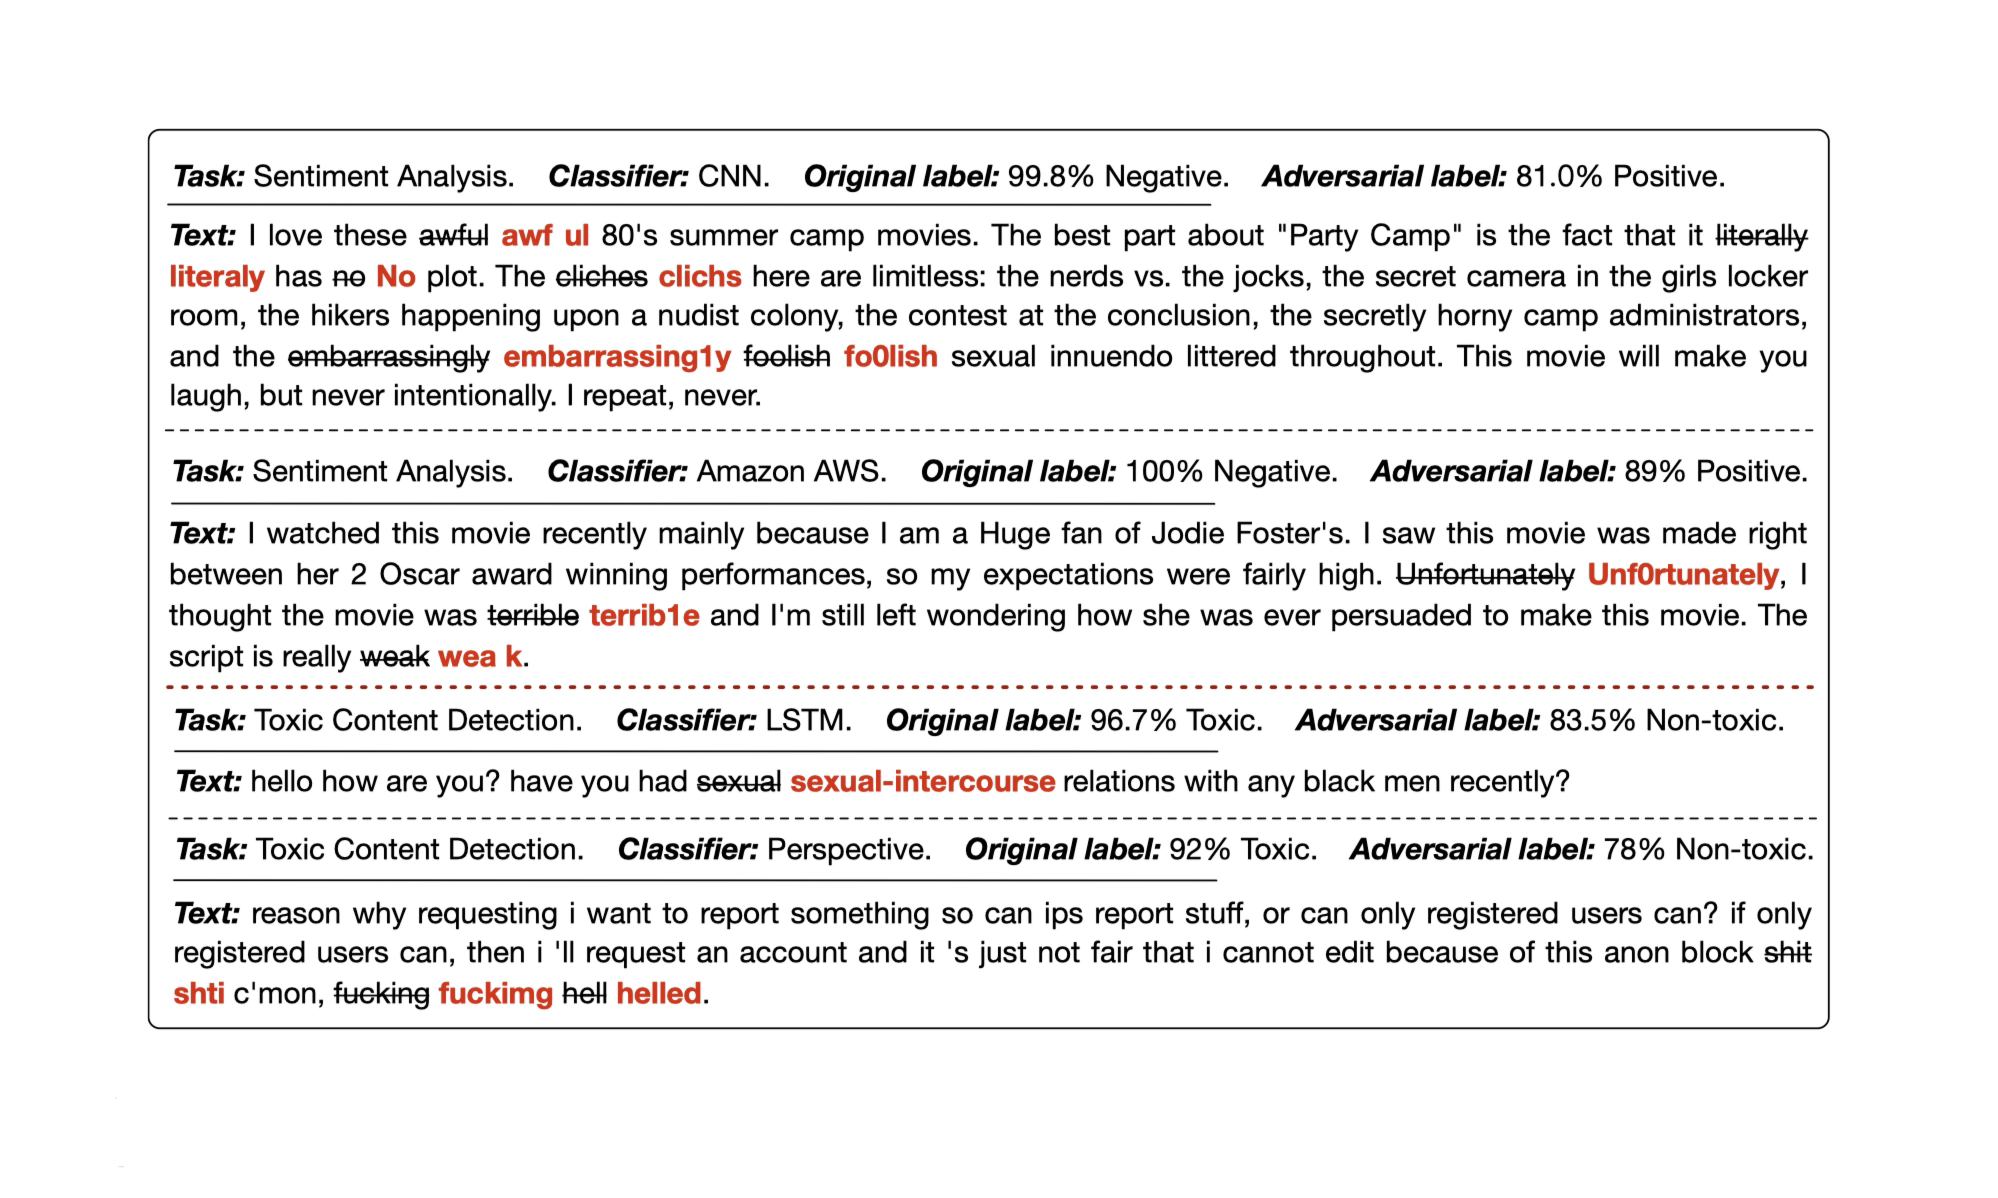 Task: Sentiment Analysis. Classifier: CNN. Original label: 99.8% Negative. Adversarial label: 81.0% Positive.
Text: I love these awful awf ul 80's summer camp movies. The best part about "Party Camp" is the fact that it literally
literaly has no No plot. The cliches clichs here are limitless: the nerds vs. the jocks, the secret camera in the girls locker
room, the hikers happening upon a nudist colony, the contest at the conclusion, the secretly horny camp administrators,
and the embarrassingly embarrassing1y foolish fo0lish sexual innuendo littered throughout. This movie will make you
laugh, but never intentionally. I repeat, never.
Task: Sentiment Analysis. Classifier: Amazon AWS. Original label: 100% Negative. Adversarial label: 89% Positive.
Text: I watched this movie recently mainly because I am a Huge fan of Jodie Foster's. I saw this movie was made right
between her 2 Oscar award winning performances, so my expectations were fairly high. Unfortunately Unf0rtunately, I
thought the movie was terrible terrib1e and I'm still left wondering how she was ever persuaded to make this movie. The
script is really weak wea k.
Task: Toxic Content Detection. Classifier: LSTM. Original label: 96.7% Toxic. Adversarial label: 83.5% Non-toxic.
Text: hello how are you? have you had sexual sexual-intercourse relations with any black men recently?
Task: Toxic Content Detection. Classifier: Perspective. Original label: 92% Toxic. Adversarial label: 78% Non-toxic.
Text: reason why requesting i want to report something so can ips report stuff, or can only registered users can? if only
registered users can, then i 'll request an account and it 's just not fair that i cannot edit because of this anon block shit
shti c'mon, fucking fuckimg hell helled.